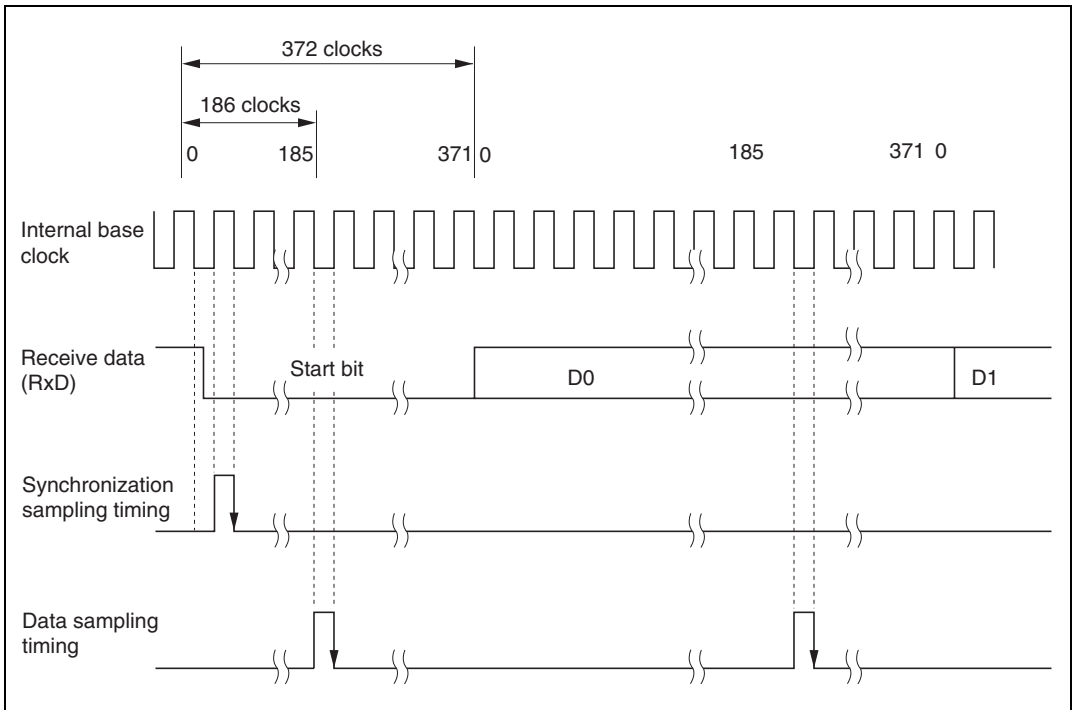 372 clocks
186 clocks
0 185 371 0 185 371 0
Internal base
clock
Receive data
(RxD)
Start bit
D0
D1
Synchronization
sampling timing
Data sampling
timing